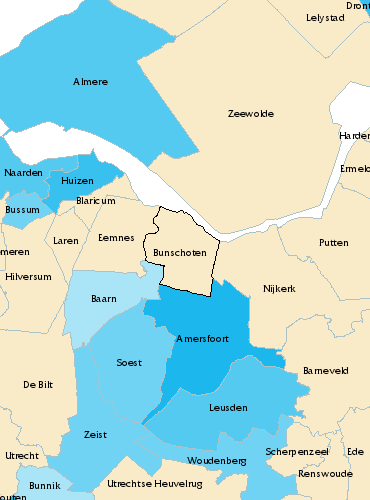 Dront
Lelystad
Almere
Zeewolde
Harder
Ermelo
Naarden
Huizen
Blaricum
Bussum
Laren
Eemnes
Putten
Bunschoten
meren
Hilversum
Nijkerk
Baarn
Amersfoort
Soest
Barneveld
De Bilt
Leusden
Zeist
Utrecht
Woudenberg
Scherpenzeel
Ede
Renswoude
Bunnik
Utrechtse Heuvelrug
outen